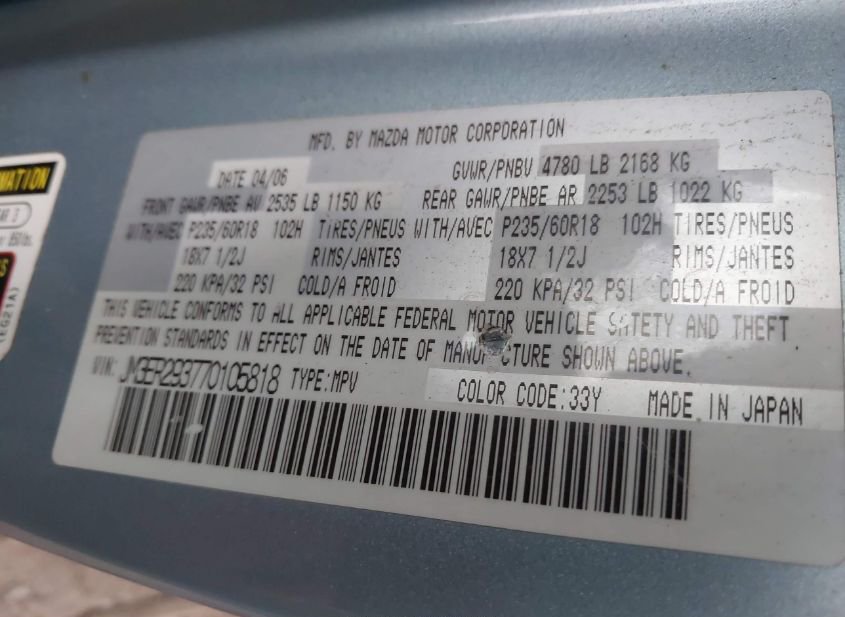 MATION
(EG21A)
MFD. BY MAZDA MOTOR CORPORATION
DATE 04/06 GVWR/PNBV 4780 LB 2168 KG
FRONT GAWR/PNBE AV 2535 LB 1150 KG REAR GAWR/PNBE AR 2253 LB 1022 KG
WITH/AVEC P235/60R18 102H TIRES/PNEUS WITH/AVEC P235/60R18 102H TIRES/PNEUS
18X7 1/2J RIMS/JANTES 18X7 1/2J RIMS/JANTES
220 KPA/32 PSI COLD/A FROID 220 KPA/32 PSI COLD/A FROID
THIS VEHICLE CONFORMS TO ALL APPLICABLE FEDERAL MOTOR VEHICLE SAFETY AND THEFT
PREVENTION STANDARDS IN EFFECT ON THE DATE OF MANUFACTURE SHOWN ABOVE.
VIN: JM3ER293770105818 TYPE:MPV COLOR CODE:33Y MADE IN JAPAN